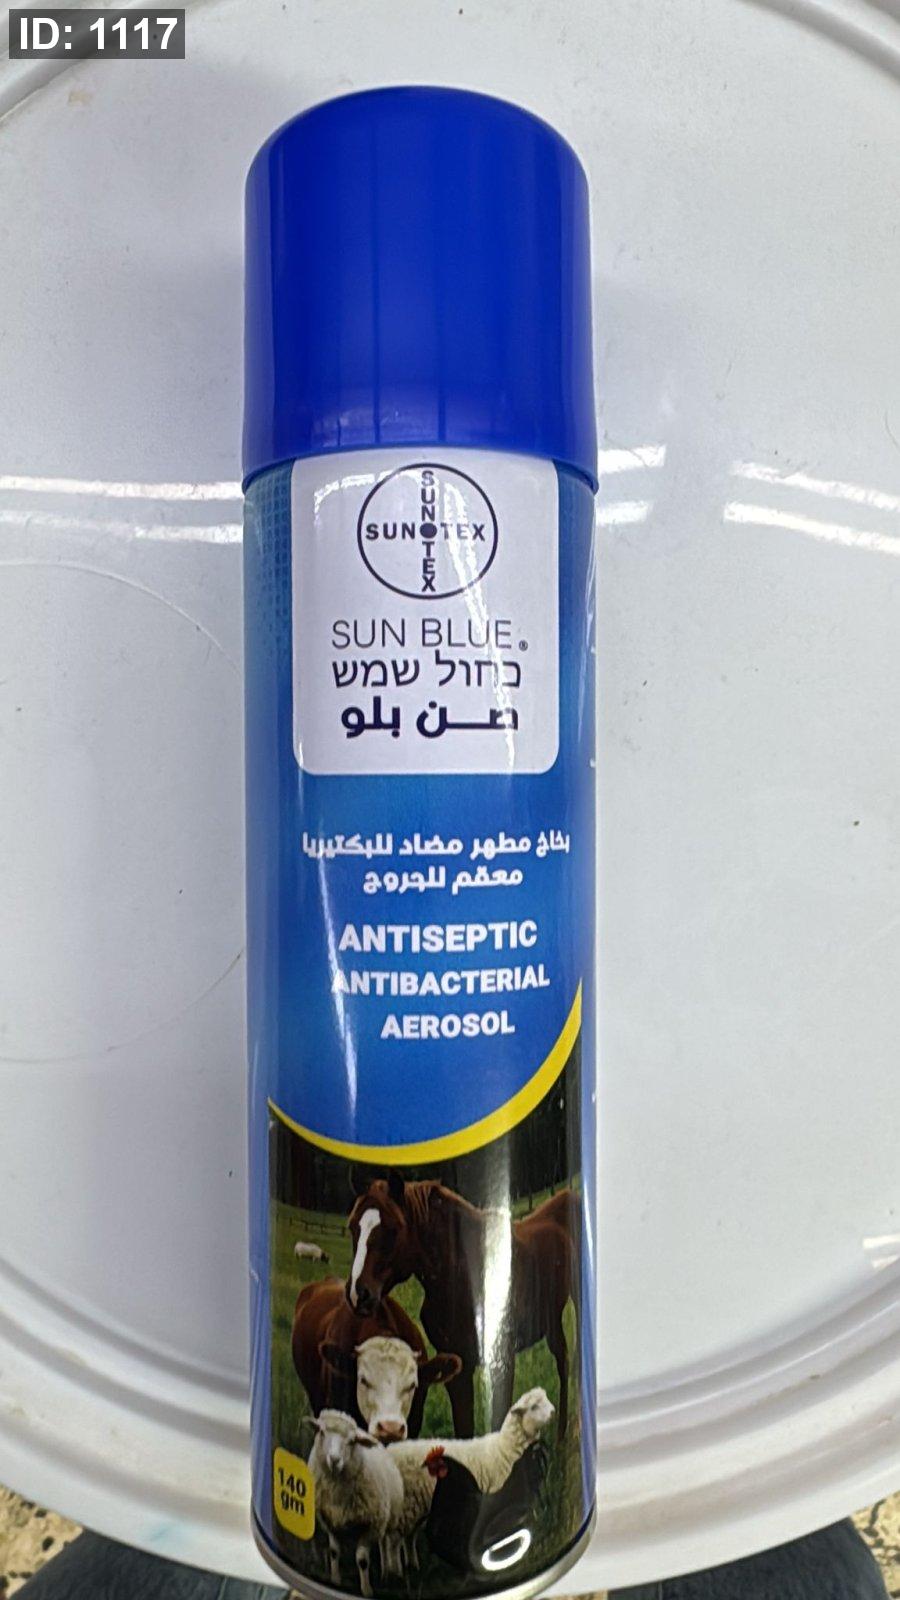 ID: 1117
SUNOTEX
SUNOTEX
SUN BLUE®
כחול שמש
صن بلو
بخاخ مطهر مضاد للبكتيريا
معقم للجروح
ANTISEPTIC
ANTIBACTERIAL
AEROSOL
140
gm